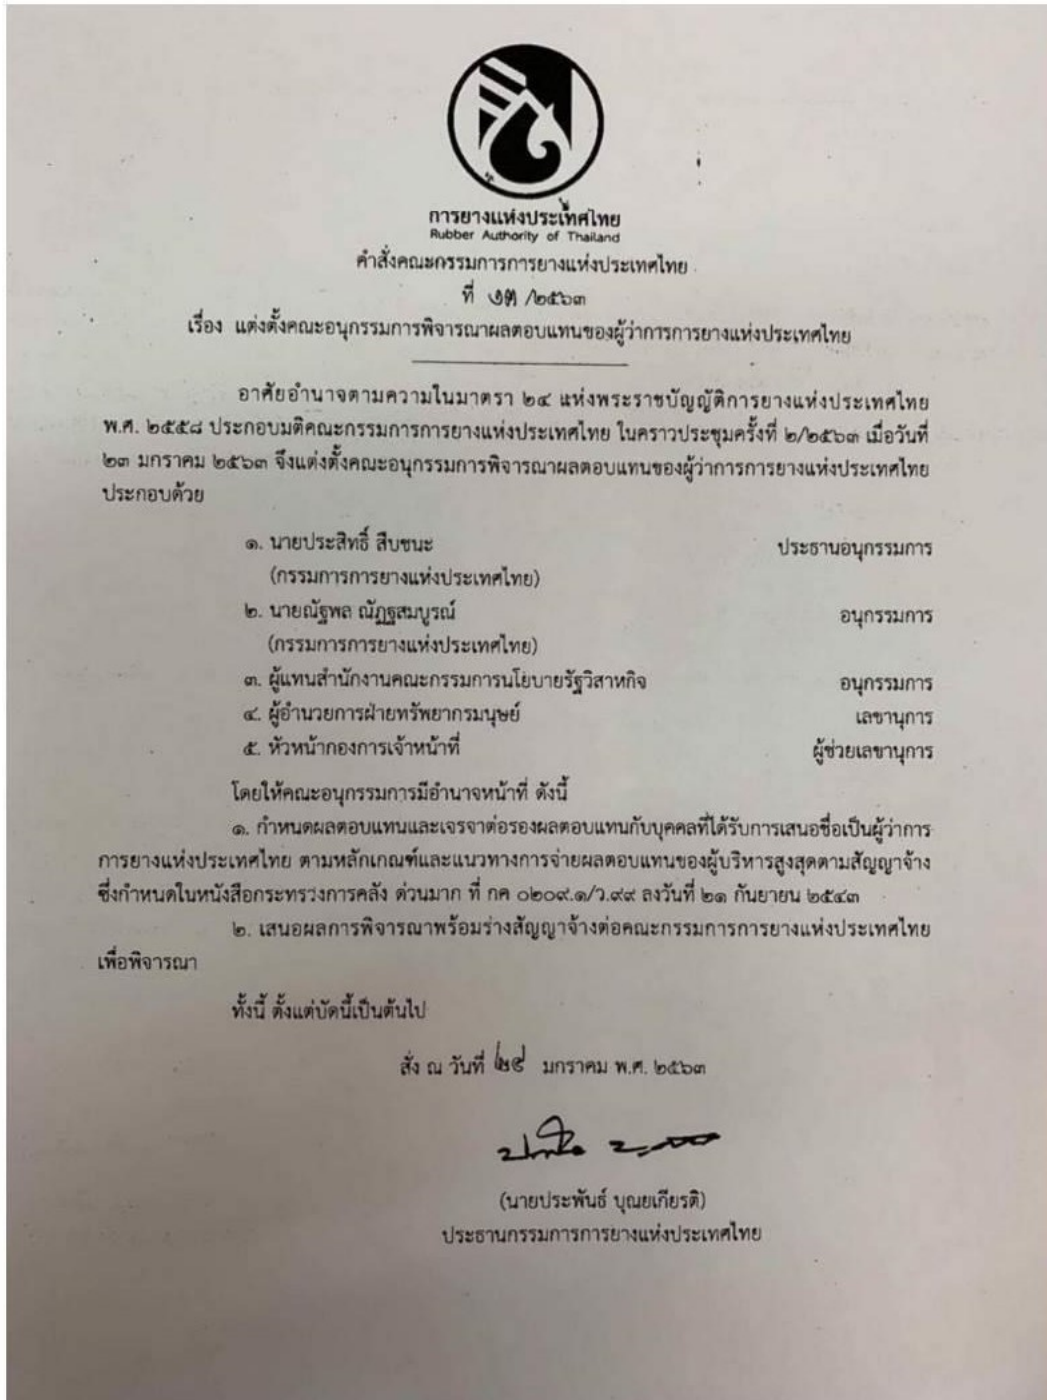 การยางแห่งประเทศไทย
Rubber Authority of Thailand
คำสั่งคณะกรรมการการยางแห่งประเทศไทย
ที่ ๑๓ /๒๕๖๓
เรื่อง แต่งตั้งคณะอนุกรรมการพิจารณาผลตอบแทนของผู้ว่าการการยางแห่งประเทศไทย
อาศัยอำนาจตามความในมาตรา ๒๔ แห่งพระราชบัญญัติการยางแห่งประเทศไทย
พ.ศ. ๒๕๕๘ ประกอบมติคณะกรรมการการยางแห่งประเทศไทย ในคราวประชุมครั้งที่ ๒/๒๕๖๓ เมื่อวันที่
๒๓ มกราคม ๒๕๖๓ จึงแต่งตั้งคณะอนุกรรมการพิจารณาผลตอบแทนของผู้ว่าการการยางแห่งประเทศไทย
ประกอบด้วย
๑. นายประสิทธิ์ สืบชนะ ประธานอนุกรรมการ
(กรรมการการยางแห่งประเทศไทย)
๒. นายณัฐพล ณัฏฐสมบูรณ์ อนุกรรมการ
(กรรมการการยางแห่งประเทศไทย)
๓. ผู้แทนสำนักงานคณะกรรมการนโยบายรัฐวิสาหกิจ อนุกรรมการ
๔. ผู้อำนวยการฝ่ายทรัพยากรมนุษย์ เลขานุการ
๕. หัวหน้ากองการเจ้าหน้าที่ ผู้ช่วยเลขานุการ
โดยให้คณะอนุกรรมการมีอำนาจหน้าที่ ดังนี้
๑. กำหนดผลตอบแทนและเจรจาต่อรองผลตอบแทนกับบุคคลที่ได้รับการเสนอชื่อเป็นผู้ว่าการ
การยางแห่งประเทศไทย ตามหลักเกณฑ์และแนวทางการจ่ายผลตอบแทนของผู้บริหารสูงสุดตามสัญญาจ้าง
ซึ่งกำหนดในหนังสือกระทรวงการคลัง ด่วนมาก ที่ กค ๐๒๐๙.๑/ว.๙๙ ลงวันที่ ๒๑ กันยายน ๒๕๔๓
๒. เสนอผลการพิจารณาพร้อมร่างสัญญาจ้างต่อคณะกรรมการการยางแห่งประเทศไทย
เพื่อพิจารณา
ทั้งนี้ ตั้งแต่บัดนี้เป็นต้นไป
สั่ง ณ วันที่ ๒๙ มกราคม พ.ศ. ๒๕๖๓
(นายประพันธ์ บุณยเกียรติ)
ประธานกรรมการการยางแห่งประเทศไทย